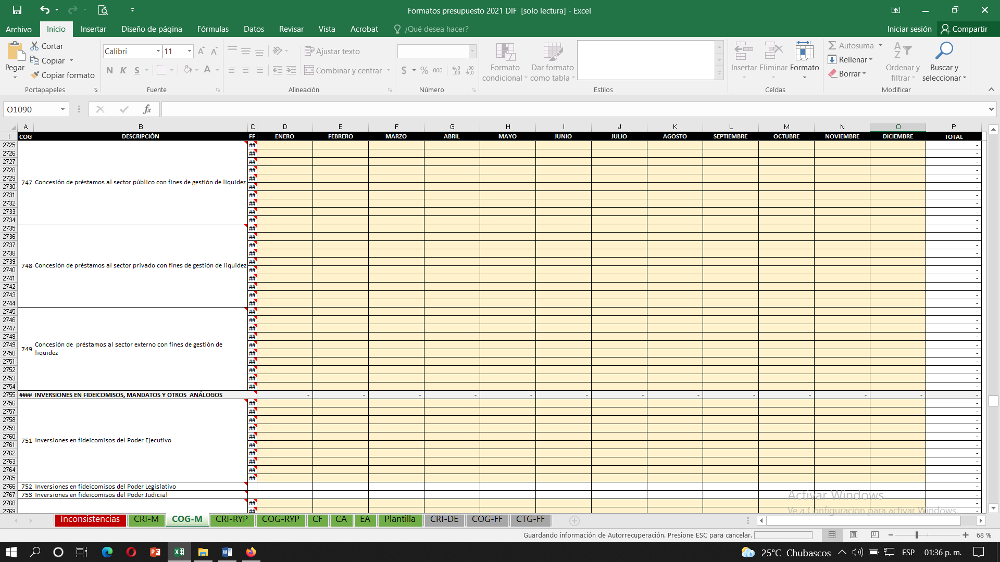 Formatos presupuesto 2021 DIF [solo lectura] - Excel
Archivo Inicio Insertar Diseño de página Fórmulas Datos Revisar Vista Acrobat ¿Qué desea hacer? Iniciar sesión Compartir
Pegar
Cortar
Copiar
Copiar formato
Portapapeles
Calibri 11
N K S
Fuente
Ajustar texto
Combinar y centrar
Alineación
$ % 000
Número
Formato condicional
Dar formato como tabla
Estilos
Insertar Eliminar Formato
Celdas
Autosuma
Rellenar
Borrar
Ordenar y filtrar
Buscar y seleccionar
Modificar
O1090 fx
A B C D E F G H I J K L M N O P
1 COG DESCRIPCIÓN FF ENERO FEBRERO MARZO ABRIL MAYO JUNIO JULIO AGOSTO SEPTIEMBRE OCTUBRE NOVIEMBRE DICIEMBRE TOTAL
2725 ## -
2726 ## -
2727 ## -
2728 ## -
2729 ## -
747 Concesión de préstamos al sector público con fines de gestión de liquidez
2730 ## -
2731 ## -
2732 ## -
2733 ## -
2734 ## -
2735 ## -
2736 ## -
2737 ## -
2738 ## -
2739 ## -
748 Concesión de préstamos al sector privado con fines de gestión de liquidez
2740 ## -
2741 ## -
2742 ## -
2743 ## -
2744 ## -
2745 ## -
2746 ## -
2747 ## -
2748 ## -
2749 ## -
749 Concesión de préstamos al sector externo con fines de gestión de
liquidez
2750 ## -
2751 ## -
2752 ## -
2753 ## -
2754 ## -
2755 #### INVERSIONES EN FIDEICOMISOS, MANDATOS Y OTROS ANÁLOGOS - - - - - - - - - - - - -
2756 ## -
2757 ## -
2758 ## -
2759 ## -
2760 ## -
751 Inversiones en fideicomisos del Poder Ejecutivo
2761 ## -
2762 ## -
2763 ## -
2764 ## -
2765 ## -
2766 752 Inversiones en fideicomisos del Poder Legislativo -
2767 753 Inversiones en fideicomisos del Poder Judicial -
2768 ## -
2769 ## -
Activar Windows
Ve a Configuración para activar Windows.
Inconsistencias CRI-M COG-M CRI-RYP COG-RYP CF CA EA Plantilla CRI-DE COG-FF CTG-FF
Guardando información de Autorrecuperación. Presione ESC para cancelar. 68 %
25°C Chubascos ESP 01:36 p. m.